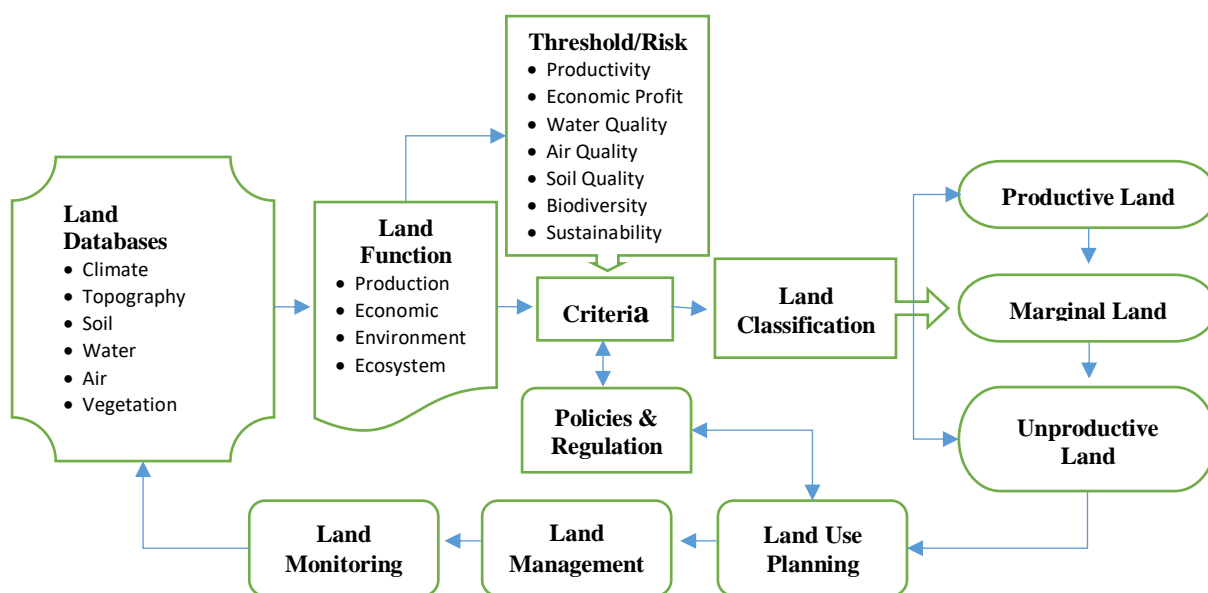 Land
Databases
• Climate
• Topography
• Soil
• Water
• Air
• Vegetation
Land
Function
• Production
• Economic
• Environment
• Ecosystem
Threshold/Risk
• Productivity
• Economic Profit
• Water Quality
• Air Quality
• Soil Quality
• Biodiversity
• Sustainability
Criteria
Policies &
Regulation
Land
Classification
Productive Land
Marginal Land
Unproductive
Land
Land Use
Planning
Land
Management
Land
Monitoring